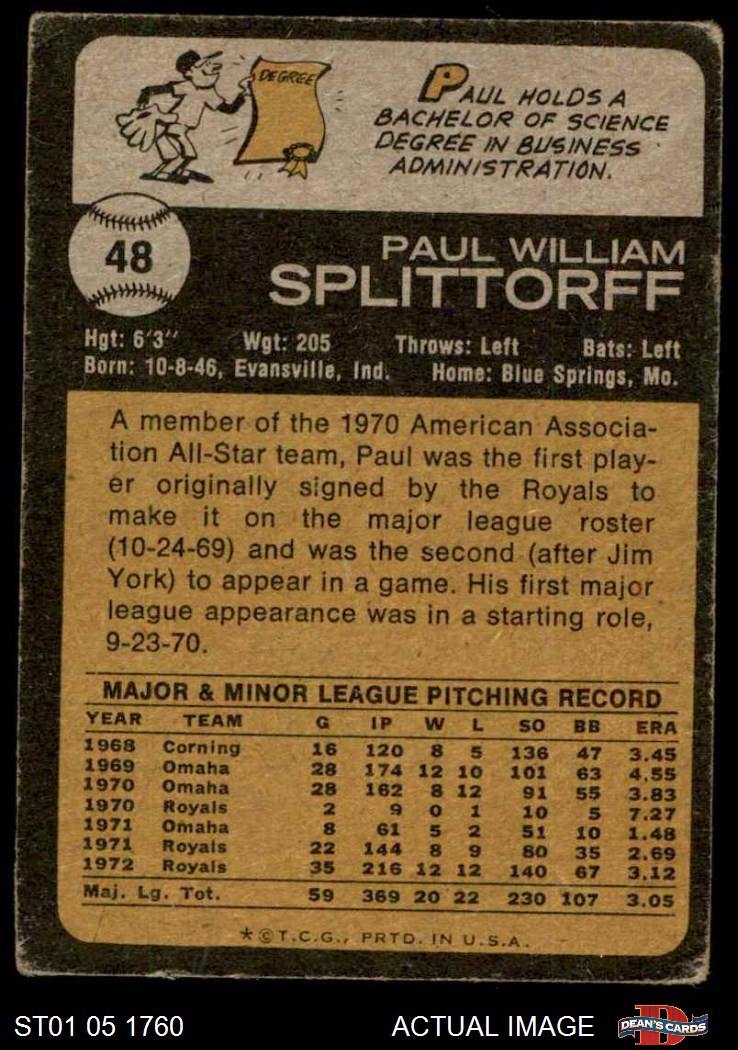 DEGREE
PAUL HOLDS A
BACHELOR OF SCIENCE
DEGREE IN BUSINESS
ADMINISTRATION.
48
PAUL WILLIAM
SPLITTORFF
Hgt: 6'3" Wgt: 205 Throws: Left Bats: Left
Born: 10-8-46, Evansville, Ind. Home: Blue Springs, Mo.
A member of the 1970 American Associa-
tion All-Star team, Paul was the first play-
er originally signed by the Royals to
make it on the major league roster
(10-24-69) and was the second (after Jim
York) to appear in a game. His first major
league appearance was in a starting role,
9-23-70.
MAJOR & MINOR LEAGUE PITCHING RECORD
YEAR TEAM G IP W L SO BB ERA
1968 Corning 16 120 8 5 136 47 3.45
1969 Omaha 28 174 12 10 101 63 4.55
1970 Omaha 28 162 8 12 91 55 3.83
1970 Royals 2 9 0 1 10 5 7.27
1971 Omaha 8 61 5 2 51 10 1.48
1971 Royals 22 144 8 9 80 35 2.69
1972 Royals 35 216 12 12 140 67 3.12
Maj. Lg. Tot. 59 369 20 22 230 107 3.05
*©T.C.G., PRTD. IN U.S.A.
ST01 05 1760 ACTUAL IMAGE D DEAN'S CARDS